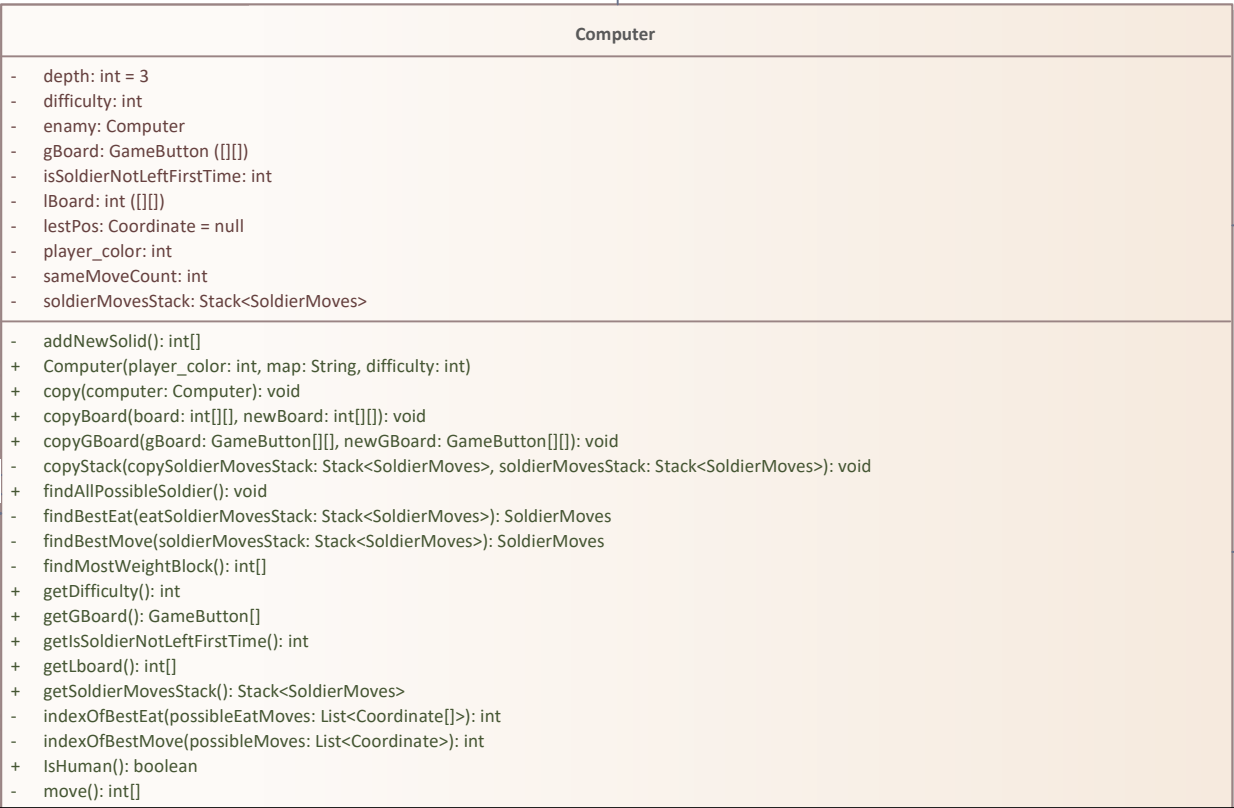 Computer
- depth: int = 3
- difficulty: int
- enamy: Computer
- gBoard: GameButton ([][])
- isSoldierNotLeftFirstTime: int
- lBoard: int ([][])
- lestPos: Coordinate = null
- player_color: int
- sameMoveCount: int
- soldierMovesStack: Stack<SoldierMoves>
- addNewSolid(): int[]
+ Computer(player_color: int, map: String, difficulty: int)
+ copy(computer: Computer): void
+ copyBoard(board: int[][], newBoard: int[][]): void
+ copyGBoard(gBoard: GameButton[][], newGBoard: GameButton[][]): void
- copyStack(copySoldierMovesStack: Stack<SoldierMoves>, soldierMovesStack: Stack<SoldierMoves>): void
+ findAllPossibleSoldier(): void
- findBestEat(eatSoldierMovesStack: Stack<SoldierMoves>): SoldierMoves
- findBestMove(soldierMovesStack: Stack<SoldierMoves>): SoldierMoves
- findMostWeightBlock(): int[]
+ getDifficulty(): int
+ getGBoard(): GameButton[]
+ getIsSoldierNotLeftFirstTime(): int
+ getLboard(): int[]
+ getSoldierMovesStack(): Stack<SoldierMoves>
- indexOfBestEat(possibleEatMoves: List<Coordinate[]>): int
- indexOfBestMove(possibleMoves: List<Coordinate>): int
+ IsHuman(): boolean
- move(): int[]